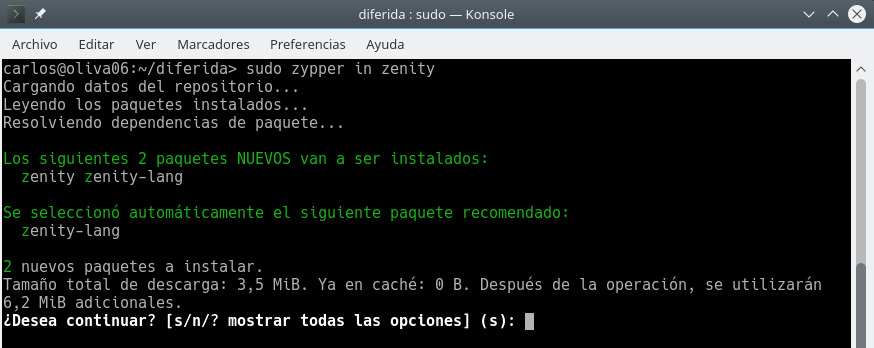 diferida : sudo — Konsole
Archivo Editar Ver Marcadores Preferencias Ayuda
carlos@oliva06:~/diferida> sudo zypper in zenity
Cargando datos del repositorio...
Leyendo los paquetes instalados...
Resolviendo dependencias de paquete...
Los siguientes 2 paquetes NUEVOS van a ser instalados:
zenity zenity-lang
Se seleccionó automáticamente el siguiente paquete recomendado:
zenity-lang
2 nuevos paquetes a instalar.
Tamaño total de descarga: 3,5 MiB. Ya en caché: 0 B. Después de la operación, se utilizarán
6,2 MiB adicionales.
¿Desea continuar? [s/n/? mostrar todas las opciones] (s):